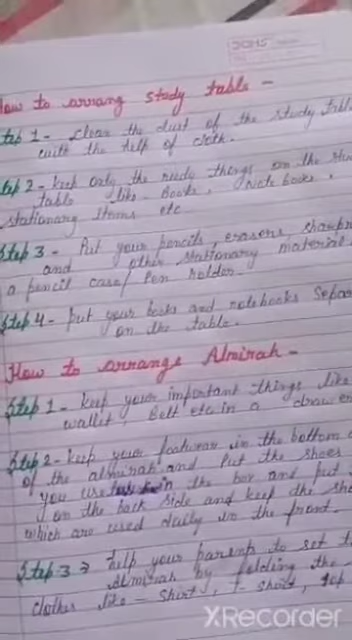 How to arrang study table -
Step 1 - clean the dust of the study table
with the help of cloth.
Step 2 - keep only the needy things on the
table like - Books, Note books,
stationary items etc
Step 3 - Put your pencils, erasers,
and other stationary material
a pencil case/ Pen holder.
Step 4 - put your books and notebooks
on the table.
How to arrange Almirah -
Step 1 - keep your important things like
wallet, Belt etc in a
Step 2 - keep your footwear in the bottom
of the almirah and Put the shoes
you use in the box and put
on the back side and keep the
which are used daily in the front.
Step 3 → help your parents to set
Almirah by folding the
clothes like - shirt, T- shirt,
XRecorder